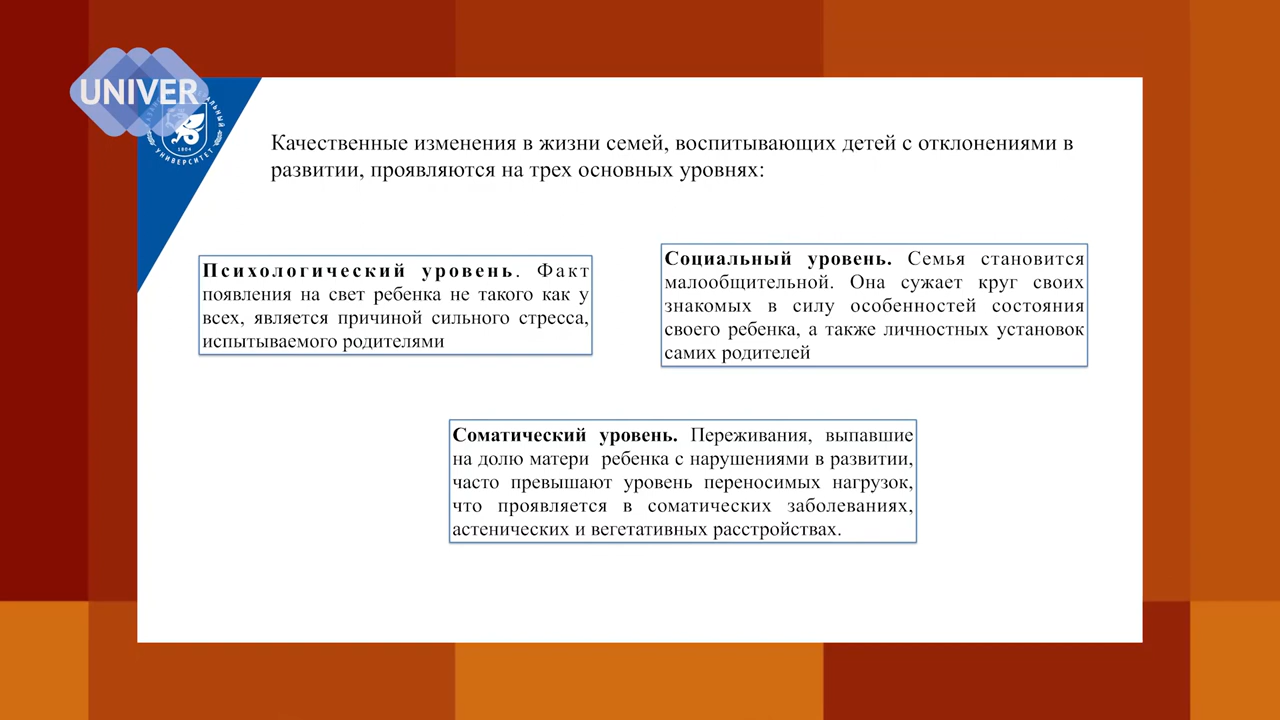 UNIVER
УНИВЕРСИТЕТ
1804
Качественные изменения в жизни семей, воспитывающих детей с отклонениями в
развитии, проявляются на трех основных уровнях:
Психологический уровень. Факт
появления на свет ребенка не такого как у
всех, является причиной сильного стресса,
испытываемого родителями
Социальный уровень. Семья становится
малообщительной. Она сужает круг своих
знакомых в силу особенностей состояния
своего ребенка, а также личностных установок
самих родителей
Соматический уровень. Переживания, выпавшие
на долю матери ребенка с нарушениями в развитии,
часто превышают уровень переносимых нагрузок,
что проявляется в соматических заболеваниях,
астенических и вегетативных расстройствах.